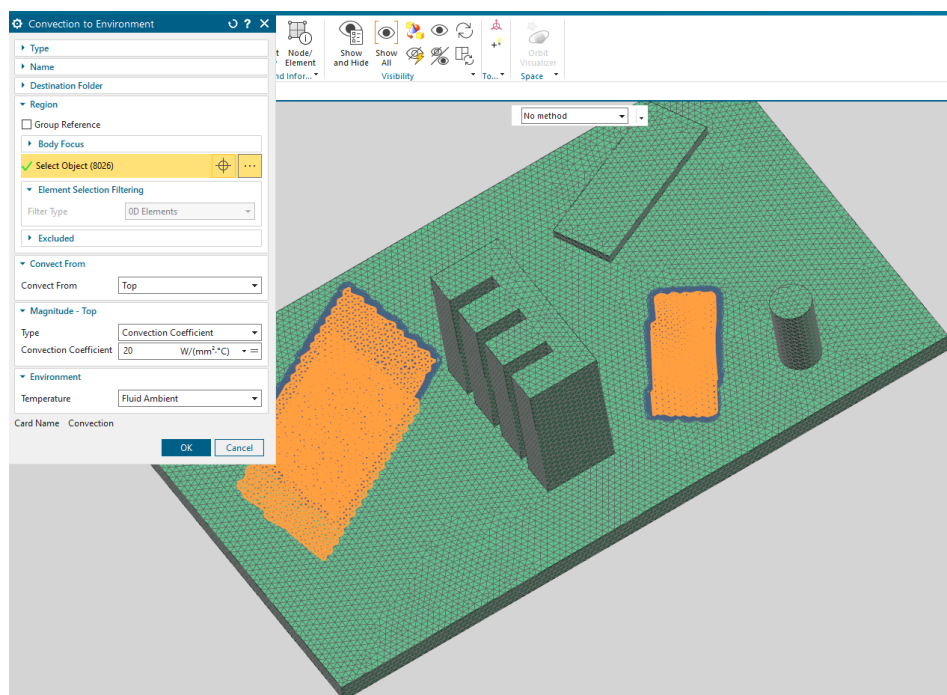 Convection to Environment
Type
Name
Destination Folder
Region
Group Reference
Body Focus
Select Object (8026)
Element Selection Filtering
Filter Type 0D Elements
Excluded
Convect From
Convect From Top
Magnitude - Top
Type Convection Coefficient
Convection Coefficient 20 W/(mm²·°C)
Environment
Temperature Fluid Ambient
Card Name Convection
OK Cancel
Node/
Element
Show
and Hide
Show
All
Orbit
Visualizer
nd Infor...
Visibility
To...
Space
No method